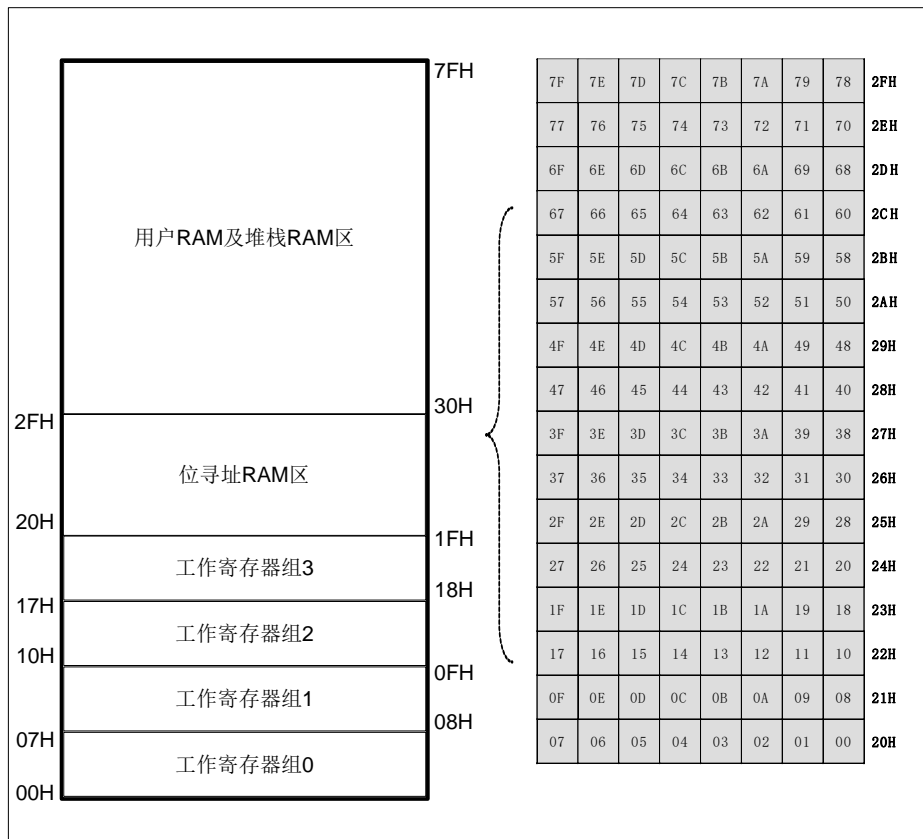 7FH
用户RAM及堆栈RAM区
30H
2FH
位寻址RAM区
20H
1FH
工作寄存器组3
18H
17H
工作寄存器组2
10H
0FH
工作寄存器组1
08H
07H
工作寄存器组0
00H
7F 7E 7D 7C 7B 7A 79 78 2FH
77 76 75 74 73 72 71 70 2EH
6F 6E 6D 6C 6B 6A 69 68 2DH
67 66 65 64 63 62 61 60 2CH
5F 5E 5D 5C 5B 5A 59 58 2BH
57 56 55 54 53 52 51 50 2AH
4F 4E 4D 4C 4B 4A 49 48 29H
47 46 45 44 43 42 41 40 28H
3F 3E 3D 3C 3B 3A 39 38 27H
37 36 35 34 33 32 31 30 26H
2F 2E 2D 2C 2B 2A 29 28 25H
27 26 25 24 23 22 21 20 24H
1F 1E 1D 1C 1B 1A 19 18 23H
17 16 15 14 13 12 11 10 22H
0F 0E 0D 0C 0B 0A 09 08 21H
07 06 05 04 03 02 01 00 20H